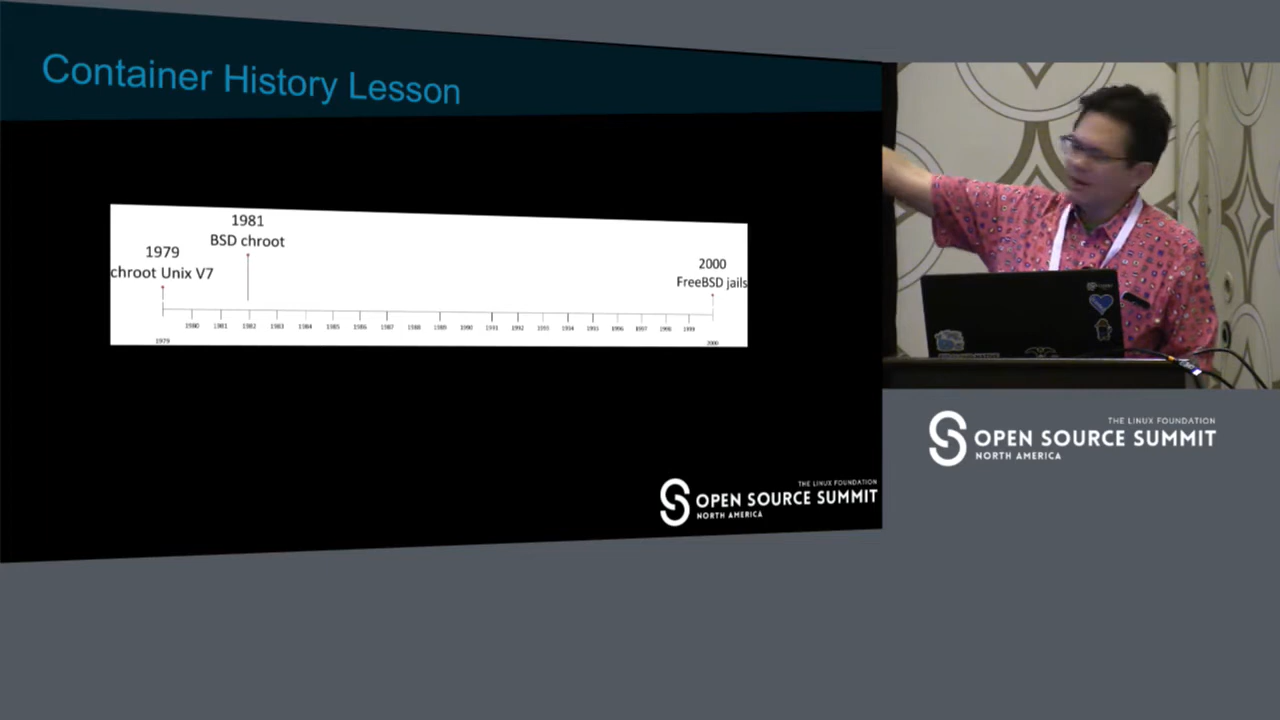 Container History Lesson
1981
BSD chroot
1979
chroot Unix V7
2000
FreeBSD jails
1980 1981 1982 1983 1984 1985 1986 1987 1988 1989 1990 1991 1992 1993 1994 1995 1996 1997 1998 1999
1979 2000
THE LINUX FOUNDATION
OPEN SOURCE SUMMIT
NORTH AMERICA
THE LINUX FOUNDATION
OPEN SOURCE SUMMIT
NORTH AMERICA